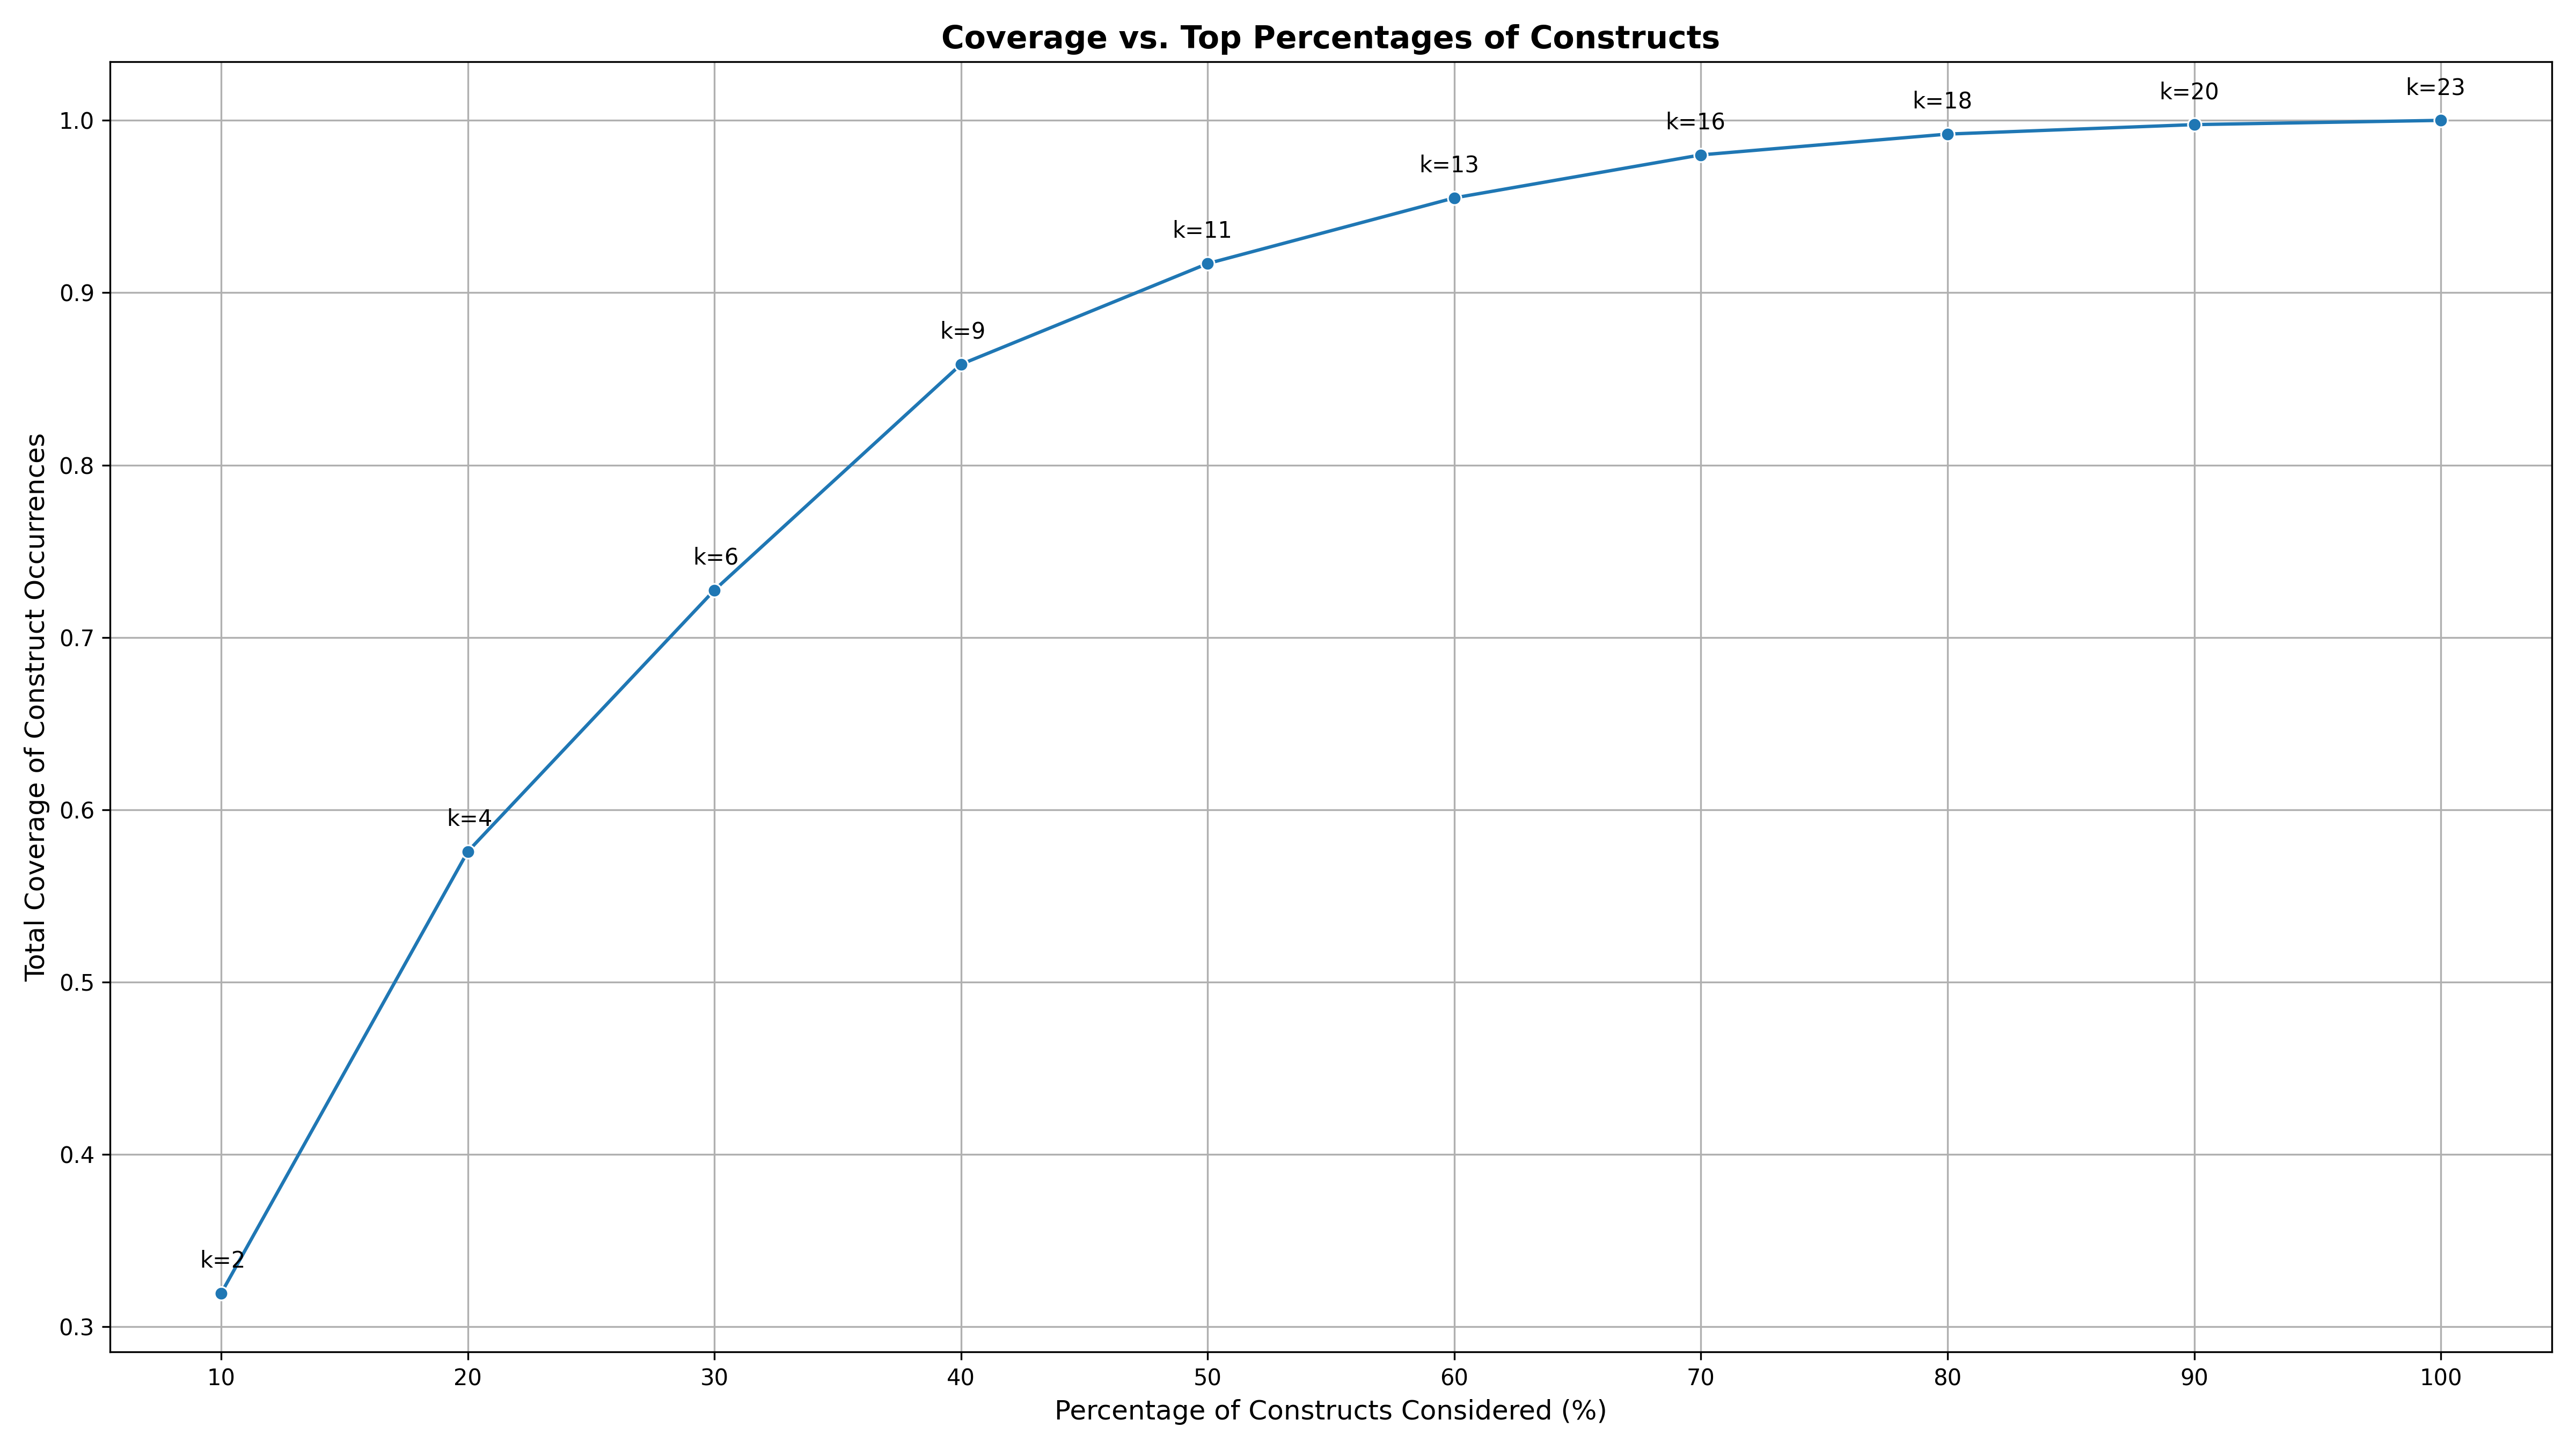 Coverage vs. Top Percentages of Constructs
Total Coverage of Construct Occurrences
1.0
0.9
0.8
0.7
0.6
0.5
0.4
0.3
k=2
k=4
k=6
k=9
k=11
k=13
k=16
k=18
k=20
k=23
10 20 30 40 50 60 70 80 90 100
Percentage of Constructs Considered (%)